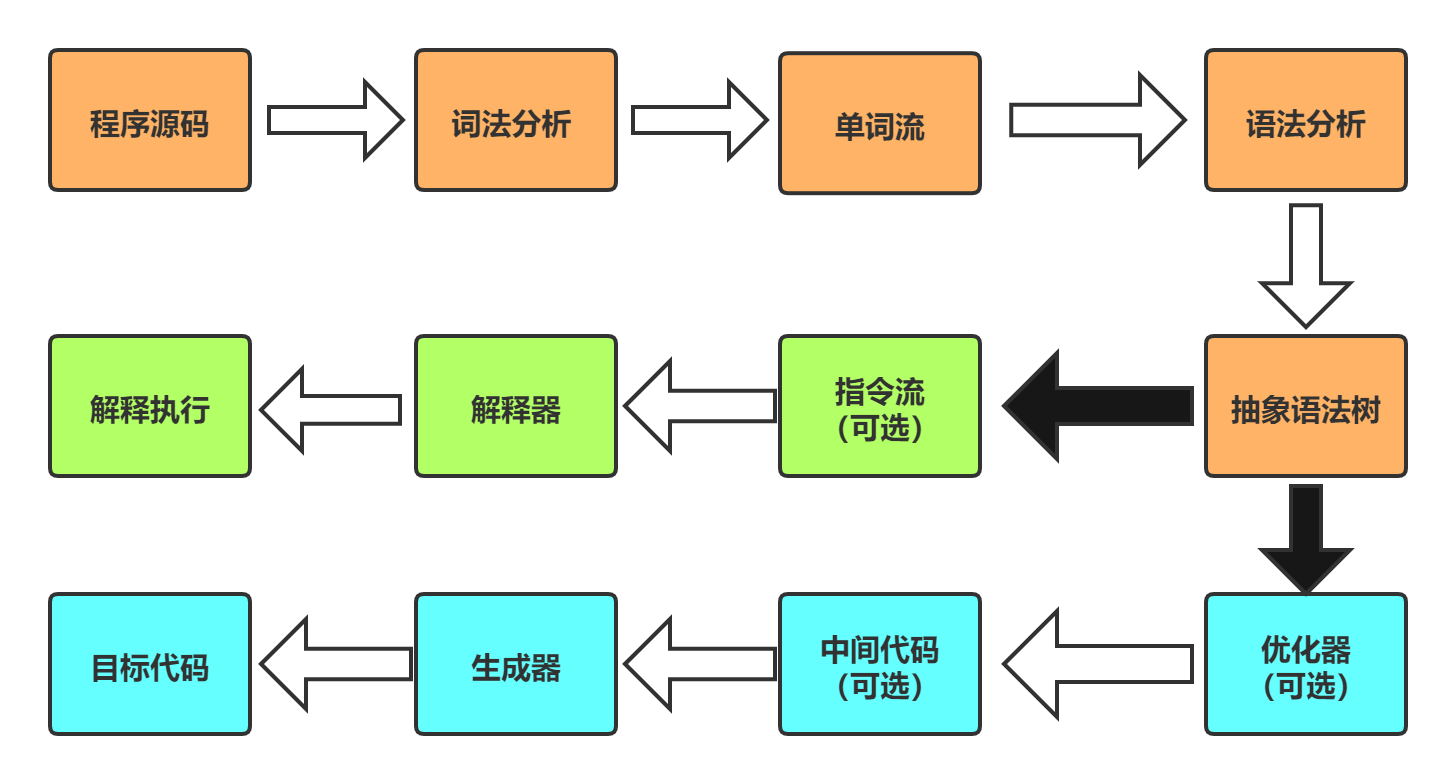 程序源码
词法分析
单词流
语法分析
解释执行
解释器
指令流
（可选）
抽象语法树
目标代码
生成器
中间代码
（可选）
优化器
（可选）